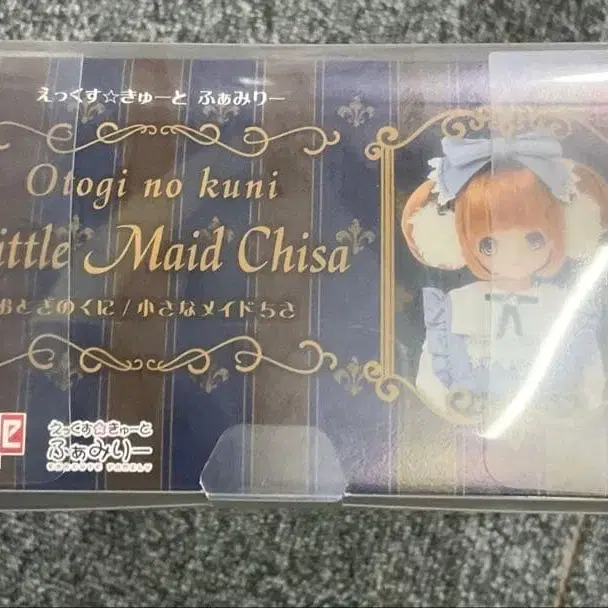 えっくす☆きゅーと ふぁみりー
Otogi no kuni
ittle Maid Chisa
おとぎのくに/小さなメイドちさ
えっくす☆きゅーと
ふぁみりー
EXCUTE FAMILY